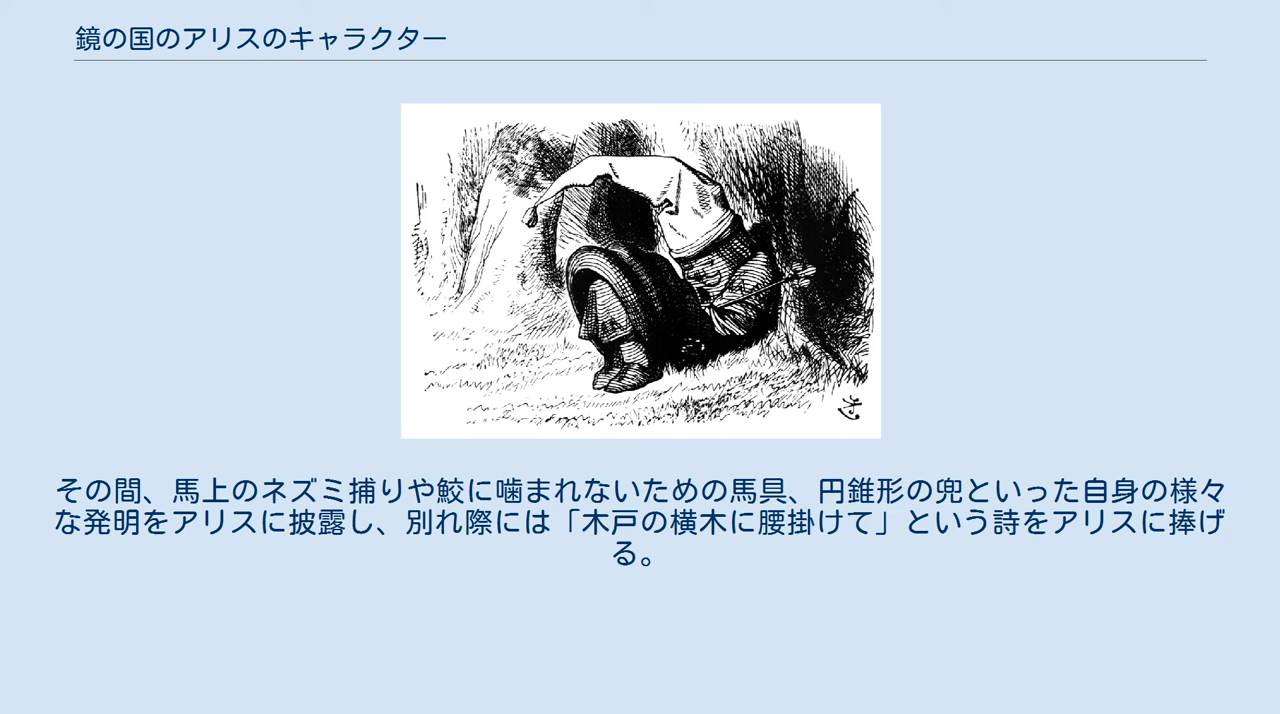 鏡の国のアリスのキャラクター
その間、馬上のネズミ捕りや鮫に噛まれないための馬具、円錐形の兜といった自身の様々
な発明をアリスに披露し、別れ際には「木戸の横木に腰掛けて」という詩をアリスに捧げ
る。